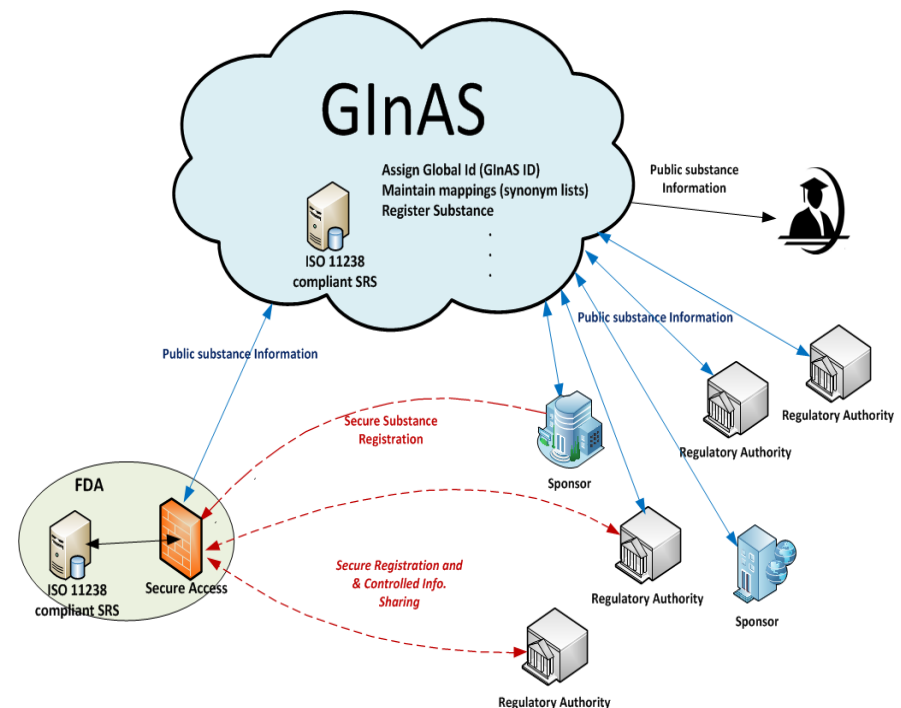 GInAS
Assign Global Id (GInAS ID)
Maintain mappings (synonym lists)
Register Substance
.
.
.
.
ISO 11238
compliant SRS
Public substance
Information
Public substance Information
Public substance Information
Regulatory Authority
Regulatory Authority
Secure Substance
Registration
Sponsor
FDA
ISO 11238
compliant SRS
Secure Access
Secure Registration and
& Controlled Info.
Sharing
Regulatory Authority
Sponsor
Regulatory Authority